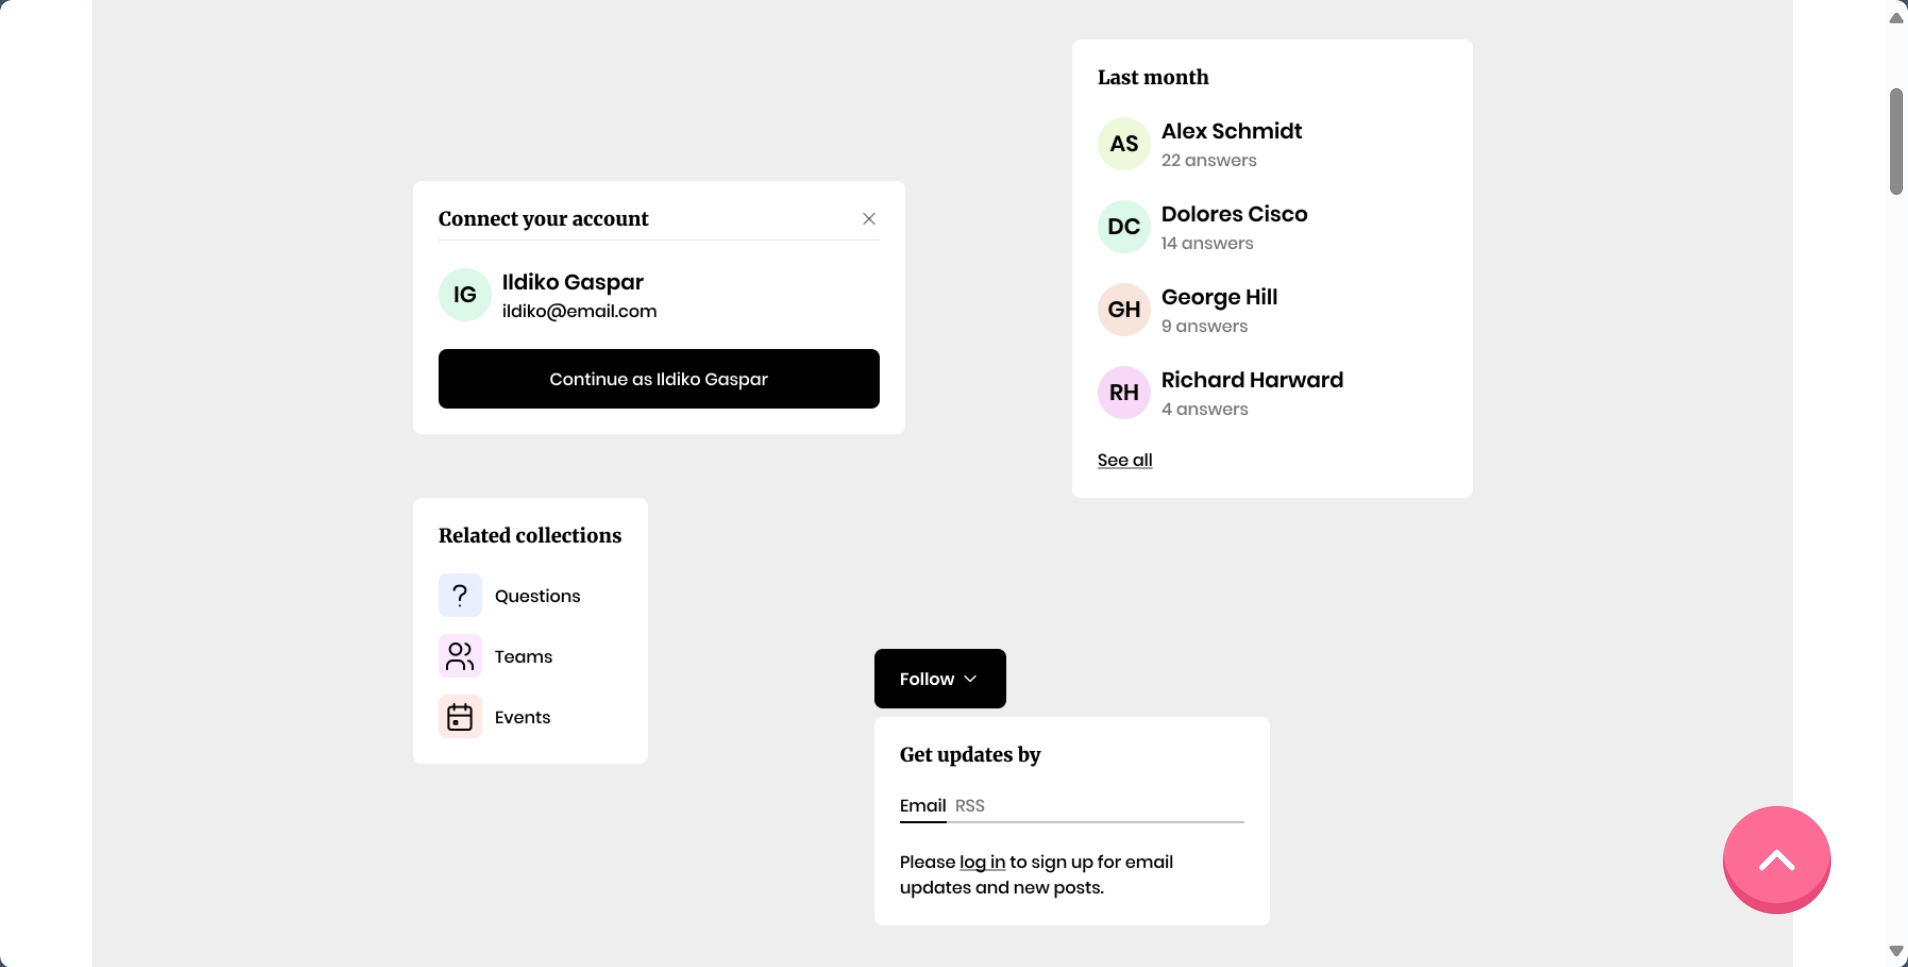 Last month
AS
Alex Schmidt
22 answers
DC
Dolores Cisco
14 answers
GH
George Hill
9 answers
RH
Richard Harward
4 answers
See all
Connect your account
IG
Ildiko Gaspar
ildiko@email.com
Continue as Ildiko Gaspar
Related collections
?
Questions
Teams
Events
Follow
Get updates by
Email RSS
Please log in to sign up for email
updates and new posts.